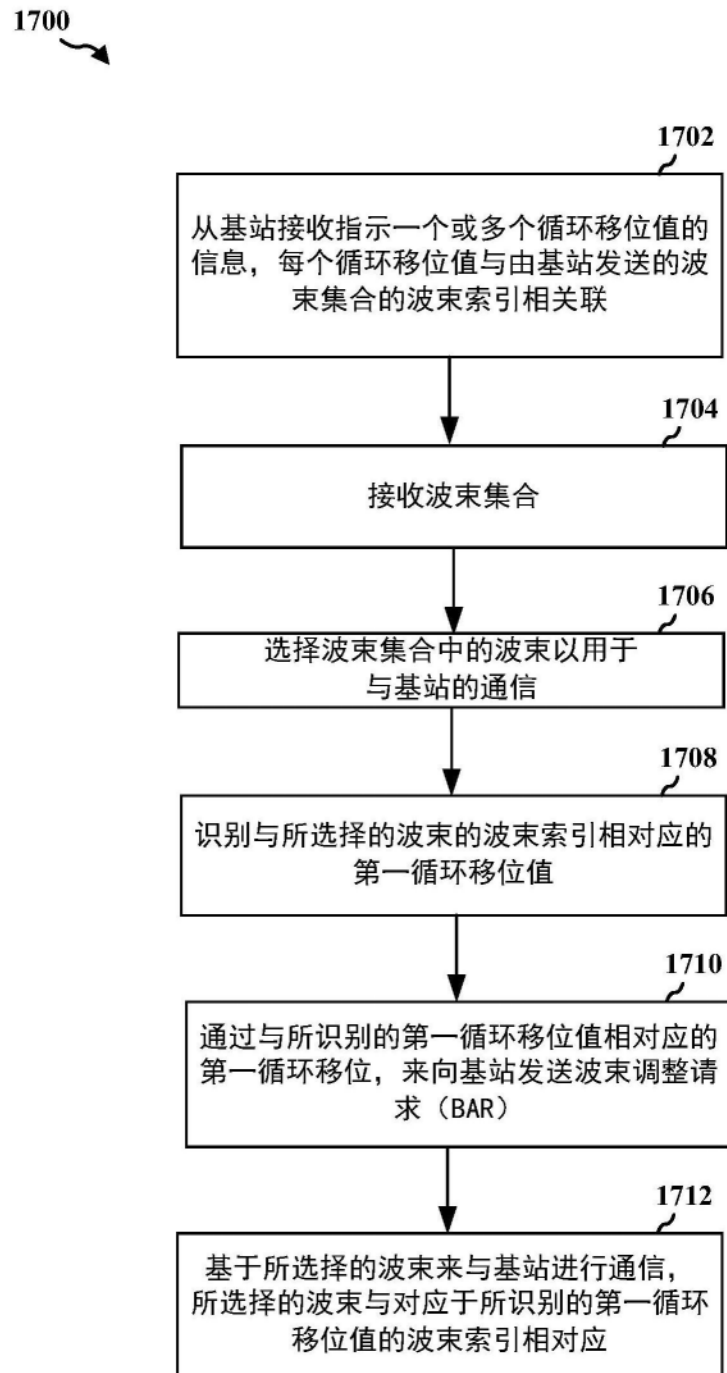 1700
1702
从基站接收指示一个或多个循环移位值的
信息，每个循环移位值与由基站发送的波
束集合的波束索引相关联
1704
接收波束集合
1706
选择波束集合中的波束以用于
与基站的通信
1708
识别与所选择的波束的波束索引相对应的
第一循环移位值
1710
通过与所识别的第一循环移位值相对应的
第一循环移位，来向基站发送波束调整请
求（BAR）
1712
基于所选择的波束来与基站进行通信，
所选择的波束与对应于所识别的第一循环
移位值的波束索引相对应